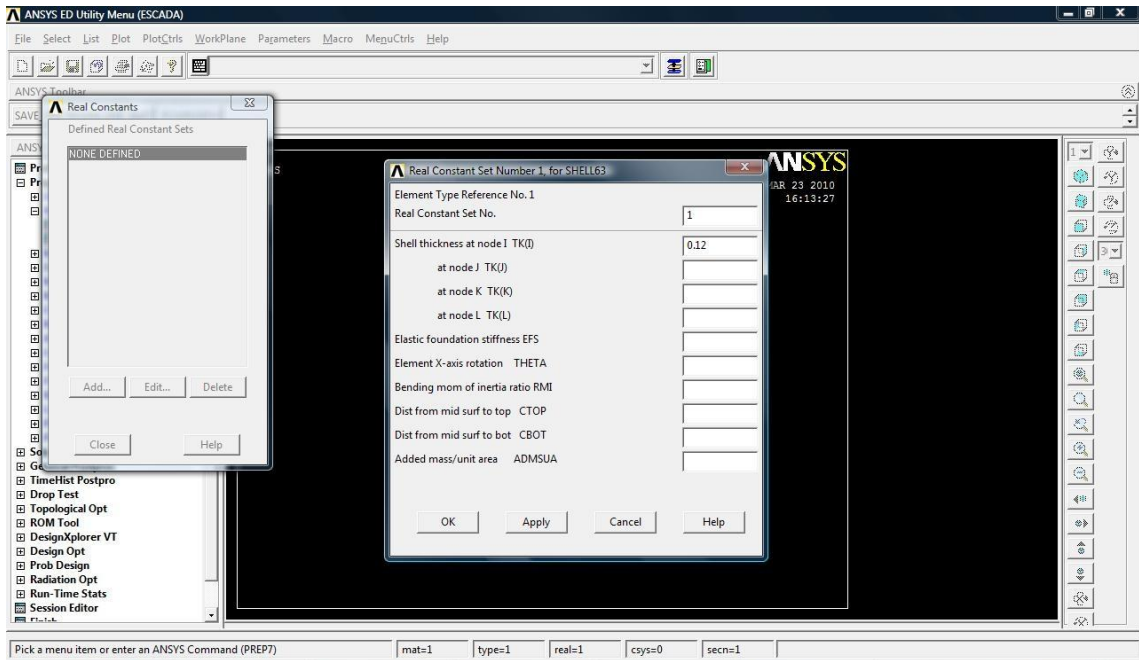 ANSYS ED Utility Menu (ESCADA)
File Select List Plot PlotCtrls WorkPlane Parameters Macro MenuCtrls Help
ANSYS Toolbar
SAVE
Real Constants
Defined Real Constant Sets
NONE DEFINED
Add... Edit... Delete
Close Help
TimeHist Postpro
Drop Test
Topological Opt
ROM Tool
DesignXplorer VT
Design Opt
Prob Design
Radiation Opt
Run-Time Stats
Session Editor
ANSYS
MAR 23 2010
16:13:27
Real Constant Set Number 1, for SHELL63
Element Type Reference No. 1
Real Constant Set No. 1
Shell thickness at node I TK(I) 0.12
at node J TK(J)
at node K TK(K)
at node L TK(L)
Elastic foundation stiffness EFS
Element X-axis rotation THETA
Bending mom of inertia ratio RMI
Dist from mid surf to top CTOP
Dist from mid surf to bot CBOT
Added mass/unit area ADMSUA
OK Apply Cancel Help
1
3
Pick a menu item or enter an ANSYS Command (PREP7) mat=1 type=1 real=1 csys=0 secn=1